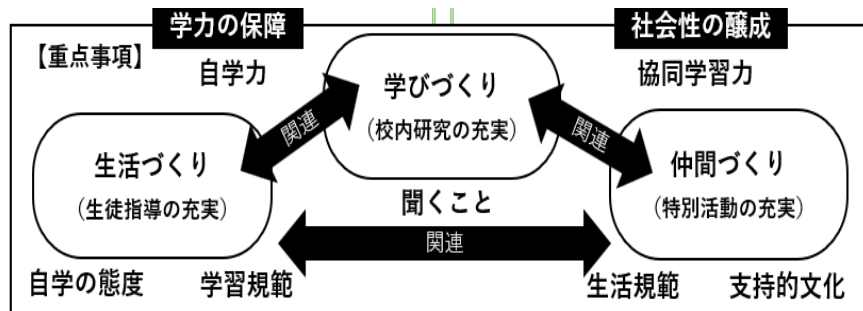 学力の保障
社会性の醸成
【重点事項】
自学力
学びづくり
(校内研究の充実)
協同学習力
関連
関連
生活づくり
(生徒指導の充実)
仲間づくり
(特別活動の充実)
聞くこと
関連
自学の態度
学習規範
生活規範
支持的文化